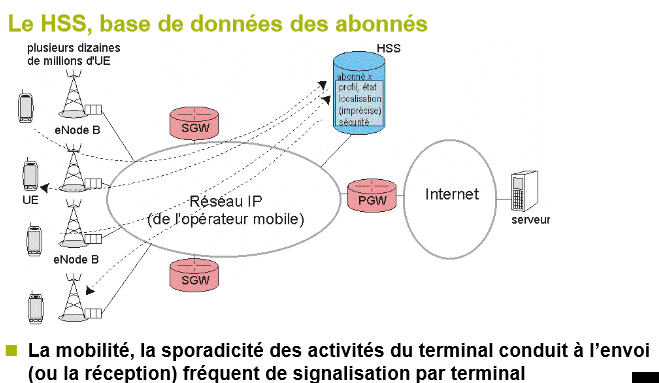 Le HSS, base de données des abonnés
plusieurs dizaines
de millions d'UE
HSS
abonné x
profil, état
localisation
(imprécise)
sécurité
eNode B
SGW
UE
Réseau IP
(de l'opérateur mobile)
PGW
Internet
serveur
eNode B
SGW
La mobilité, la sporadicité des activités du terminal conduit à l'envoi
(ou la réception) fréquent de signalisation par terminal